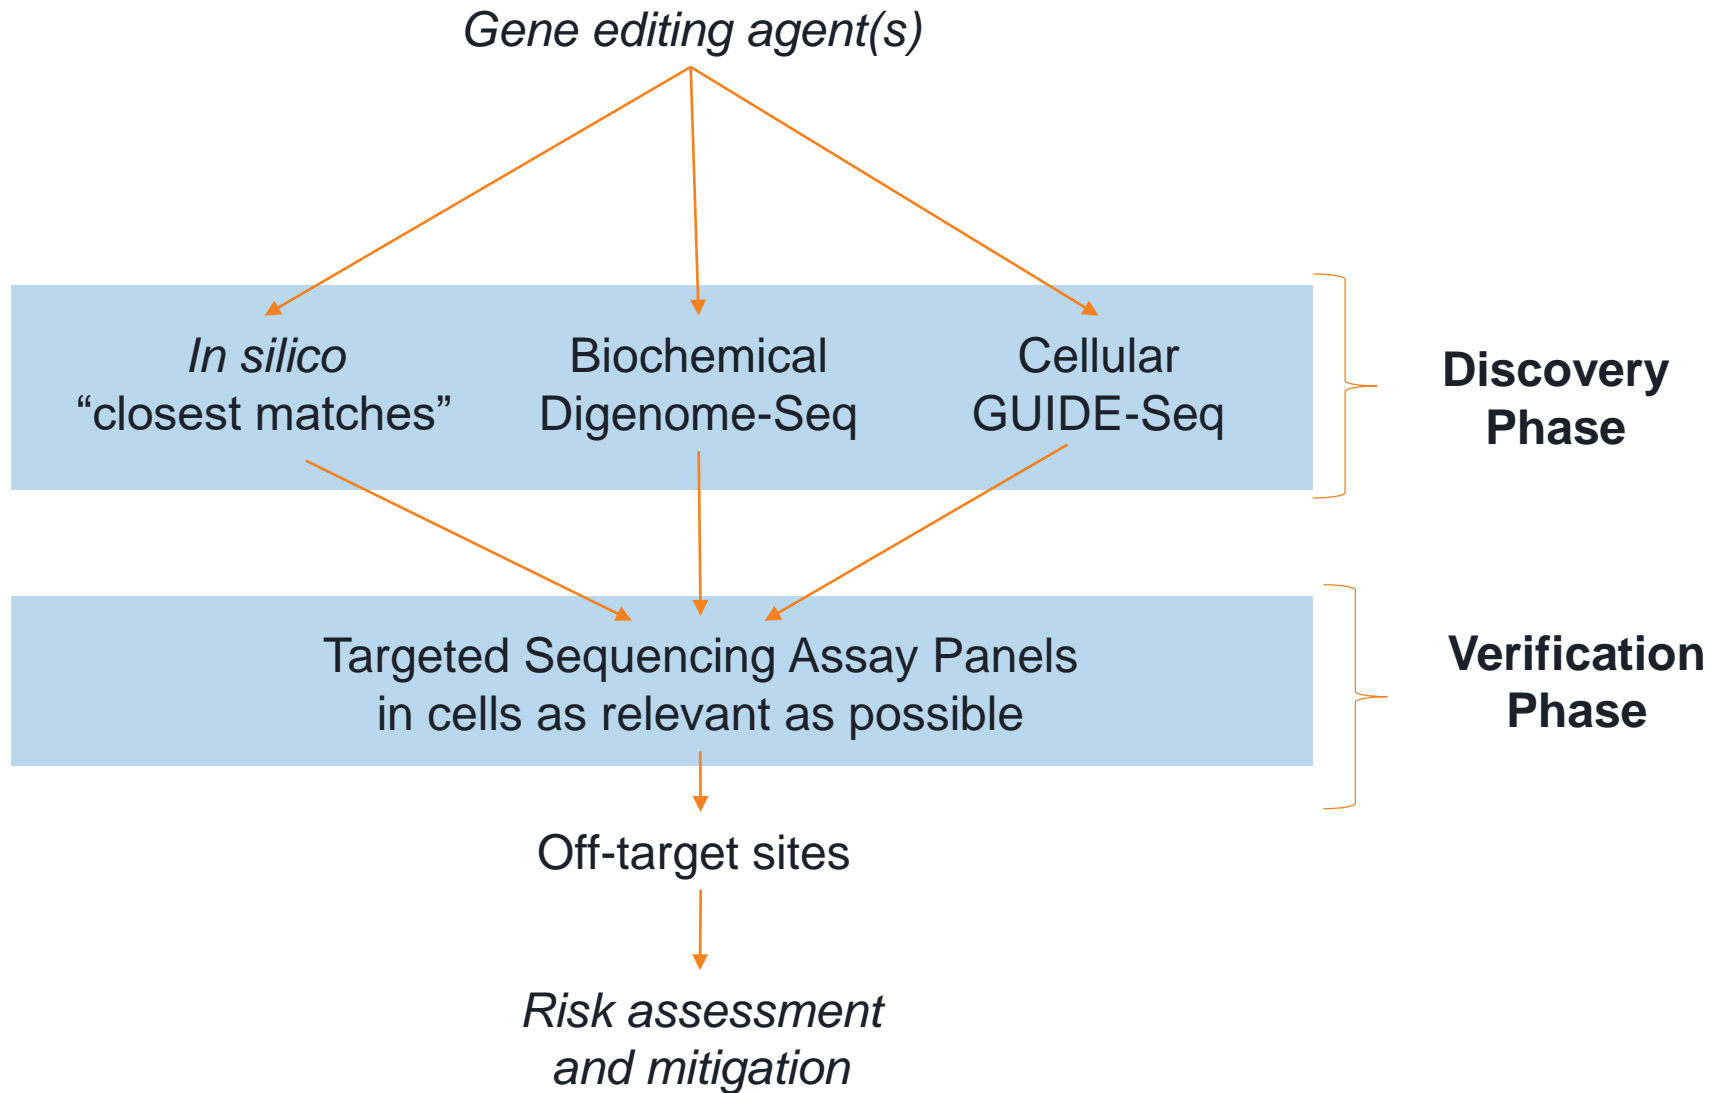 Gene editing agent(s)
In silico
“closest matches”
Biochemical
Digenome-Seq
Cellular
GUIDE-Seq
Discovery
Phase
Targeted Sequencing Assay Panels
in cells as relevant as possible
Verification
Phase
Off-target sites
Risk assessment
and mitigation